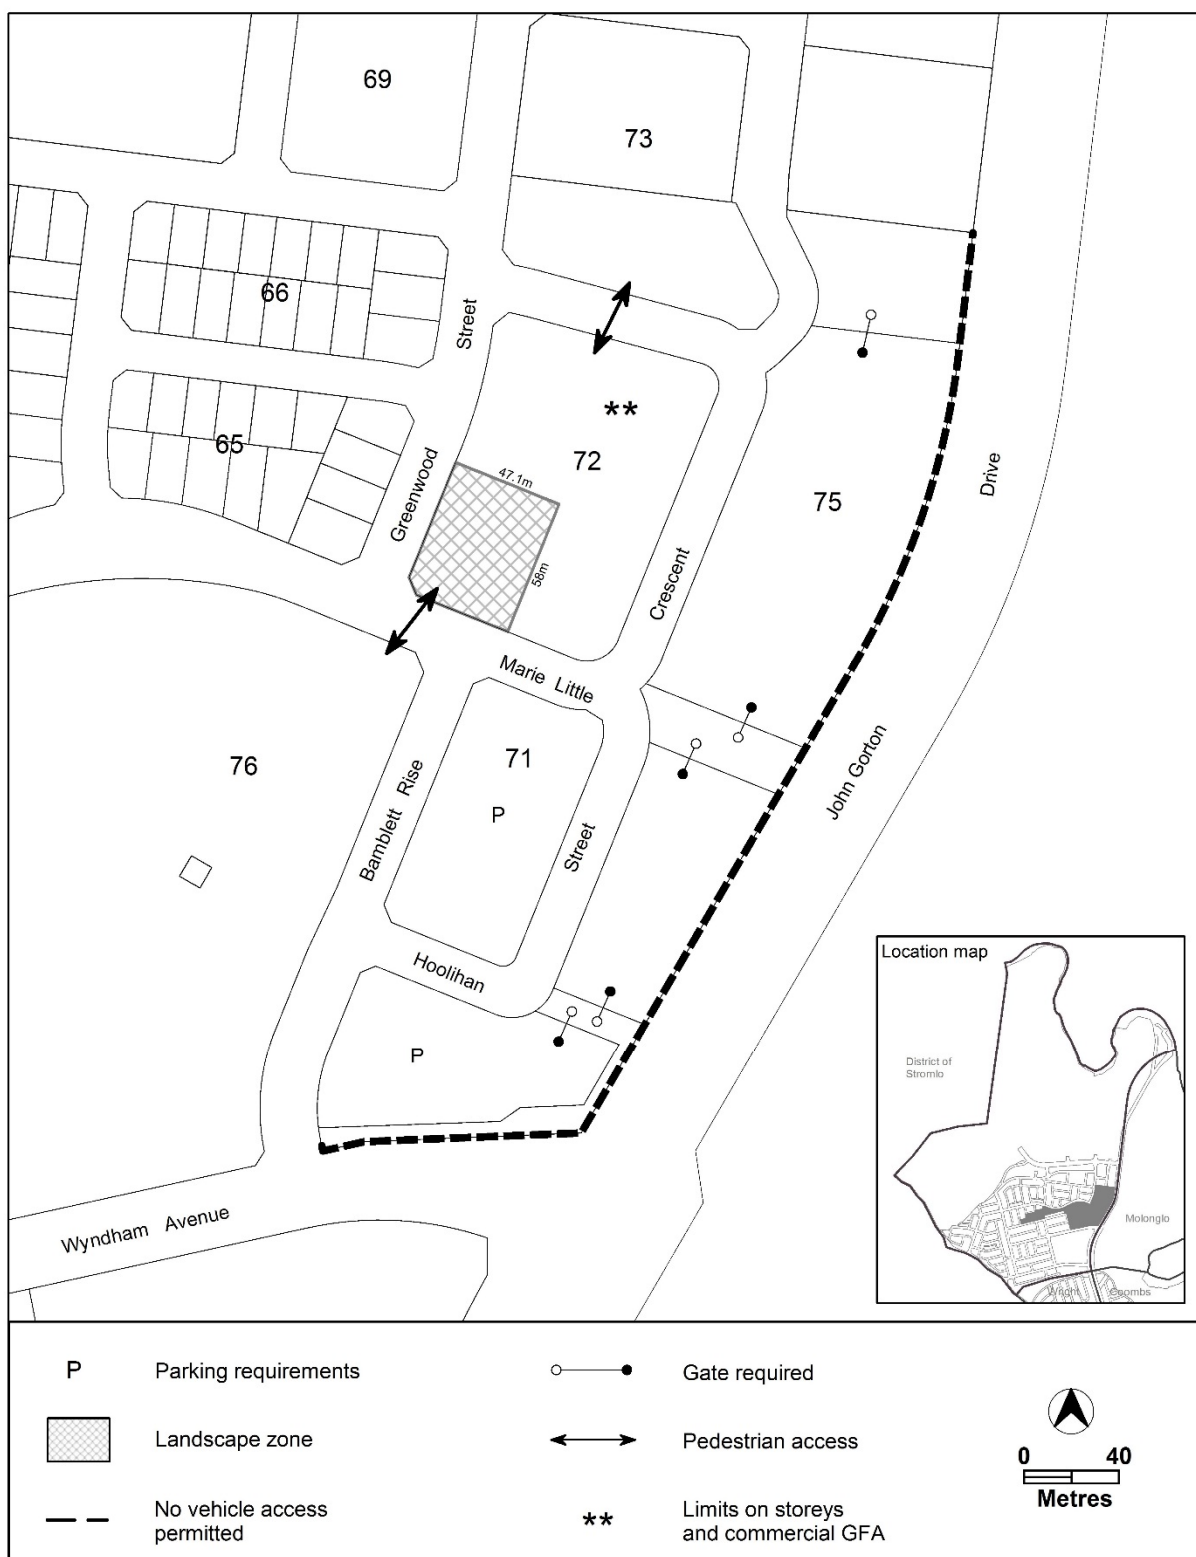 69
73
66
Street
**
65
72
47.1m
Greenwood
58m
75
Drive
Crescent
Marie Little
76
71
P
Bamblett Rise
Street
John Gorton
Hoolihan
P
Wyndham Avenue
Location map
District of
Stromlo
Molonglo
Wright
Coombs
P Parking requirements
Gate required
Landscape zone
Pedestrian access
No vehicle access
permitted
** Limits on storeys
and commercial GFA
0 40
Metres